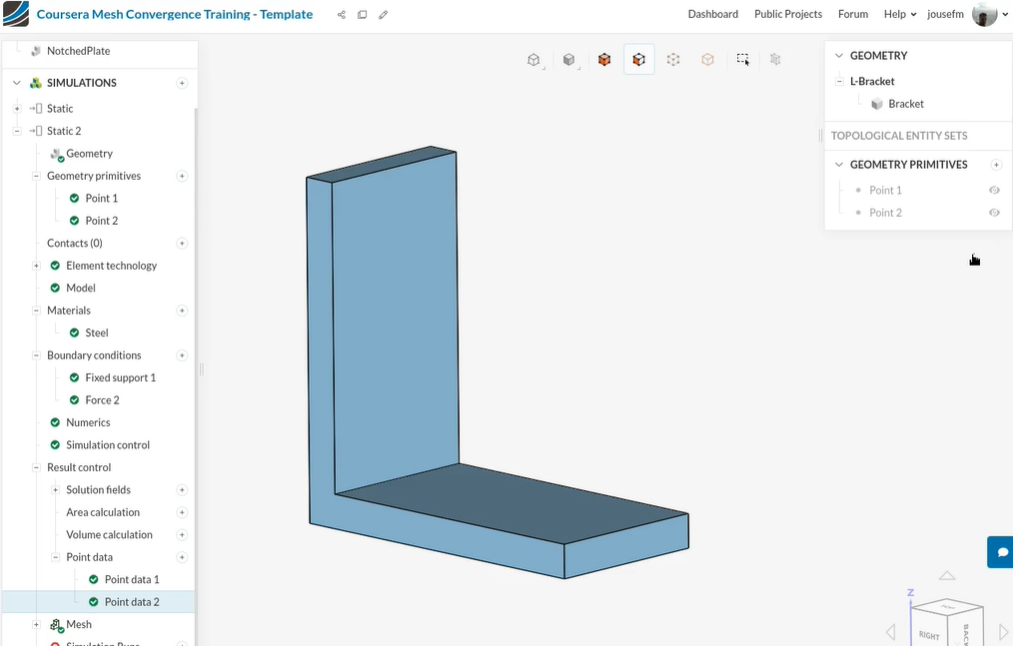 Coursera Mesh Convergence Training - Template
Dashboard
Public Projects
Forum
Help
jousefm
NotchedPlate
SIMULATIONS
Static
Static 2
Geometry
Geometry primitives
Point 1
Point 2
Contacts (0)
Element technology
Model
Materials
Steel
Boundary conditions
Fixed support 1
Force 2
Numerics
Simulation control
Result control
Solution fields
Area calculation
Volume calculation
Point data
Point data 1
Point data 2
Mesh
GEOMETRY
L-Bracket
Bracket
TOPOLOGICAL ENTITY SETS
GEOMETRY PRIMITIVES
Point 1
Point 2
Z
RIGHT
BACK